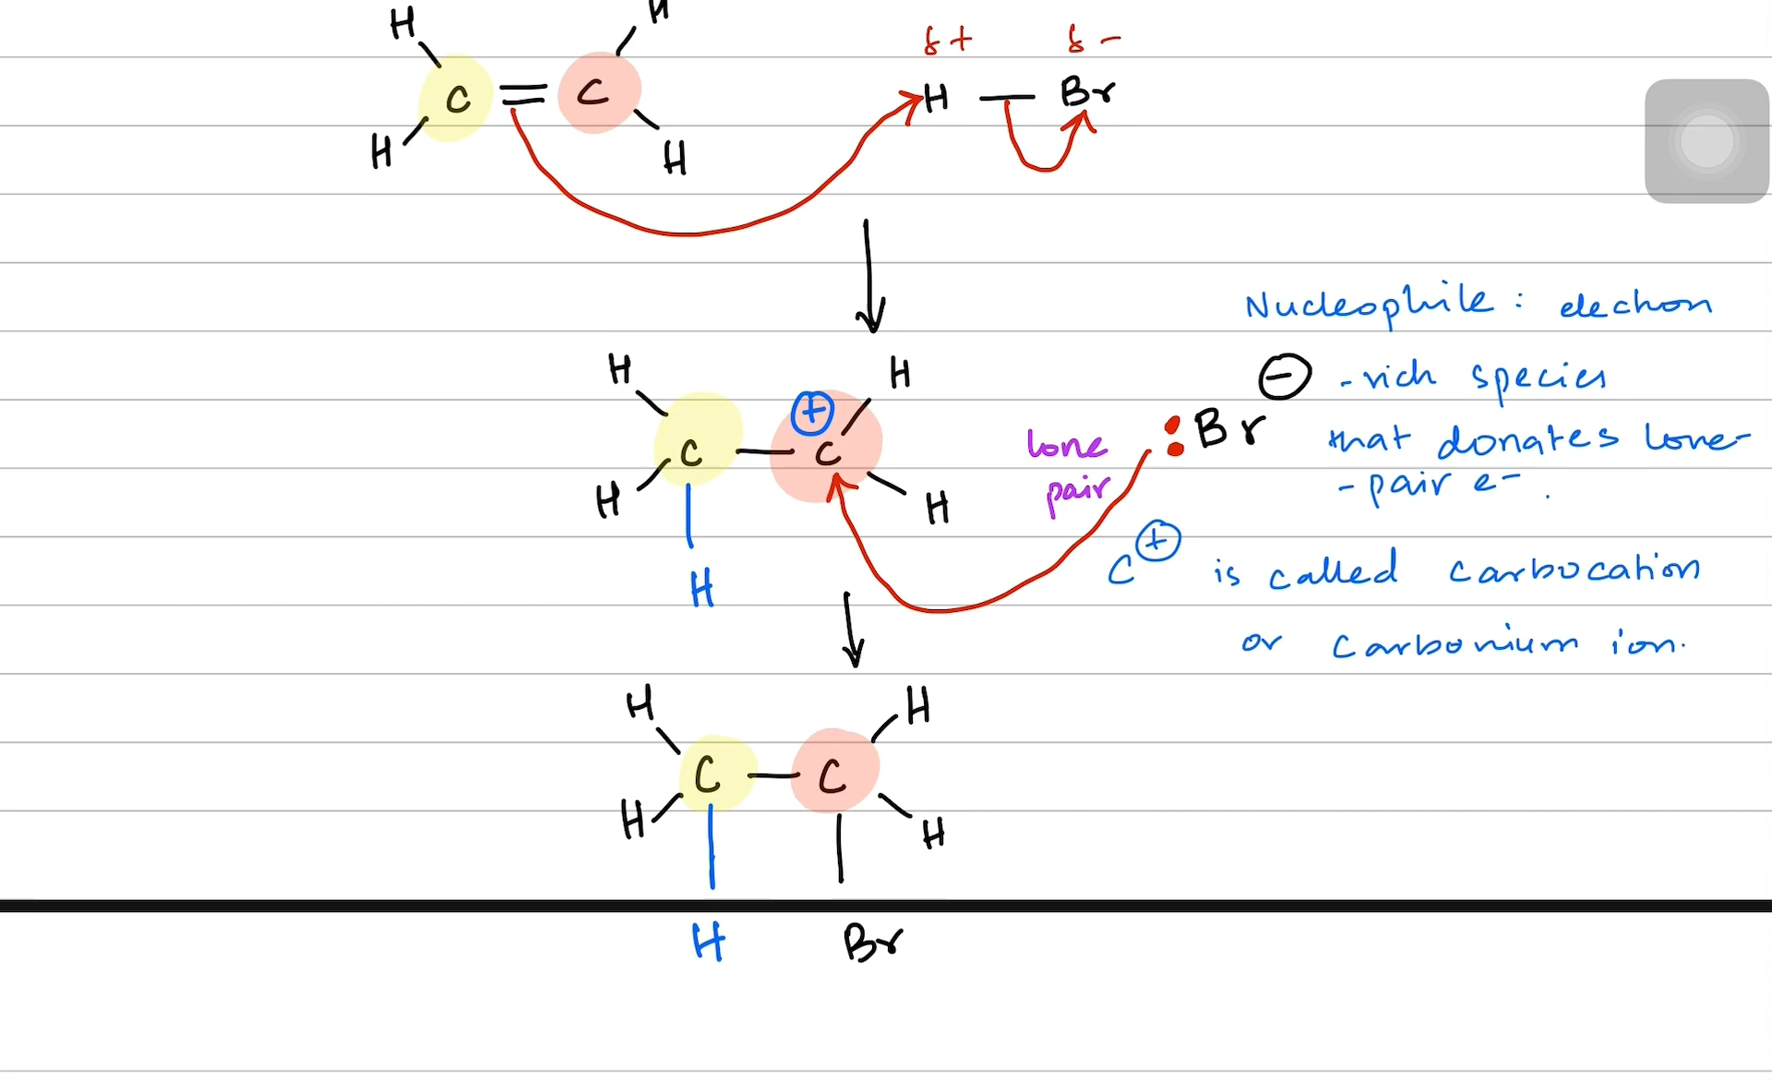 H H
δ+ δ-
C = C H — Br
H H
Nucleophile : electron
H H ⊖ -rich species
⊕ :Br that donates lone-
C — C lone
H H pair - pair e- .
H C⊕ is called carbocation
or carbonium ion.
H H
C — C
H H
H Br